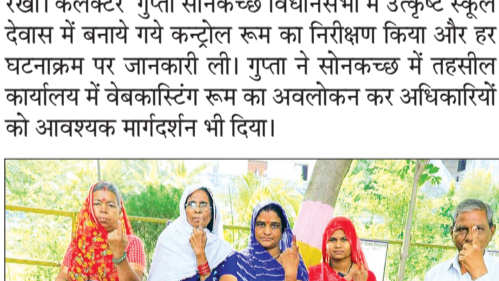 रखी। कलेक्टर गुप्ता सोनकच्छ विधानसभा में उत्कृष्ट स्कूल
देवास में बनाये गये कन्ट्रोल रूम का निरीक्षण किया और हर
घटनाक्रम पर जानकारी ली। गुप्ता ने सोनकच्छ में तहसील
कार्यालय में वेबकास्टिंग रूम का अवलोकन कर अधिकारियों
को आवश्यक मार्गदर्शन भी दिया।